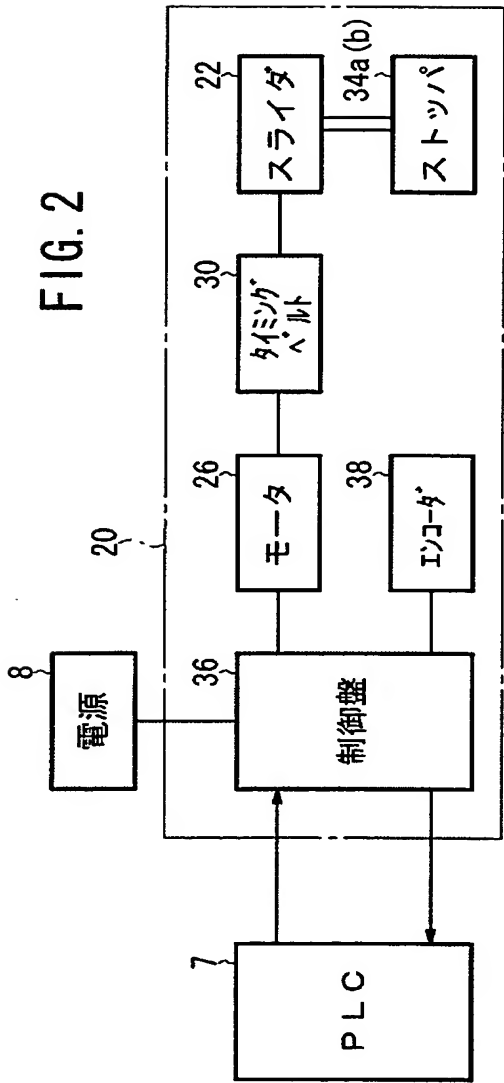 FIG. 2
20
8
電源
7
PLC
36
制御盤
26
モータ
38
エンコーダ
30
タイミング
ベルト
22
スライダ
34a(b)
ストッパ